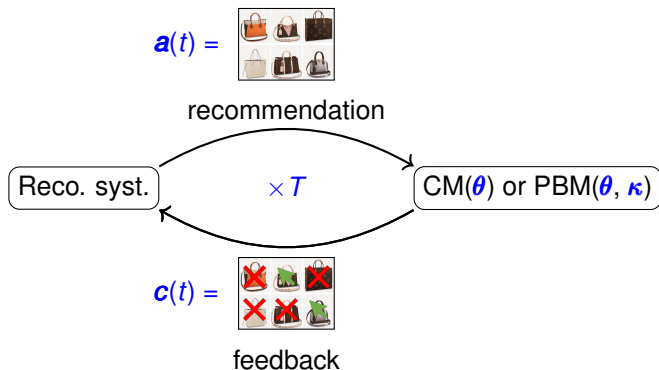 a(t) =
recommendation
Reco. syst.
× T
CM(θ) or PBM(θ, κ)
c(t) =
feedback